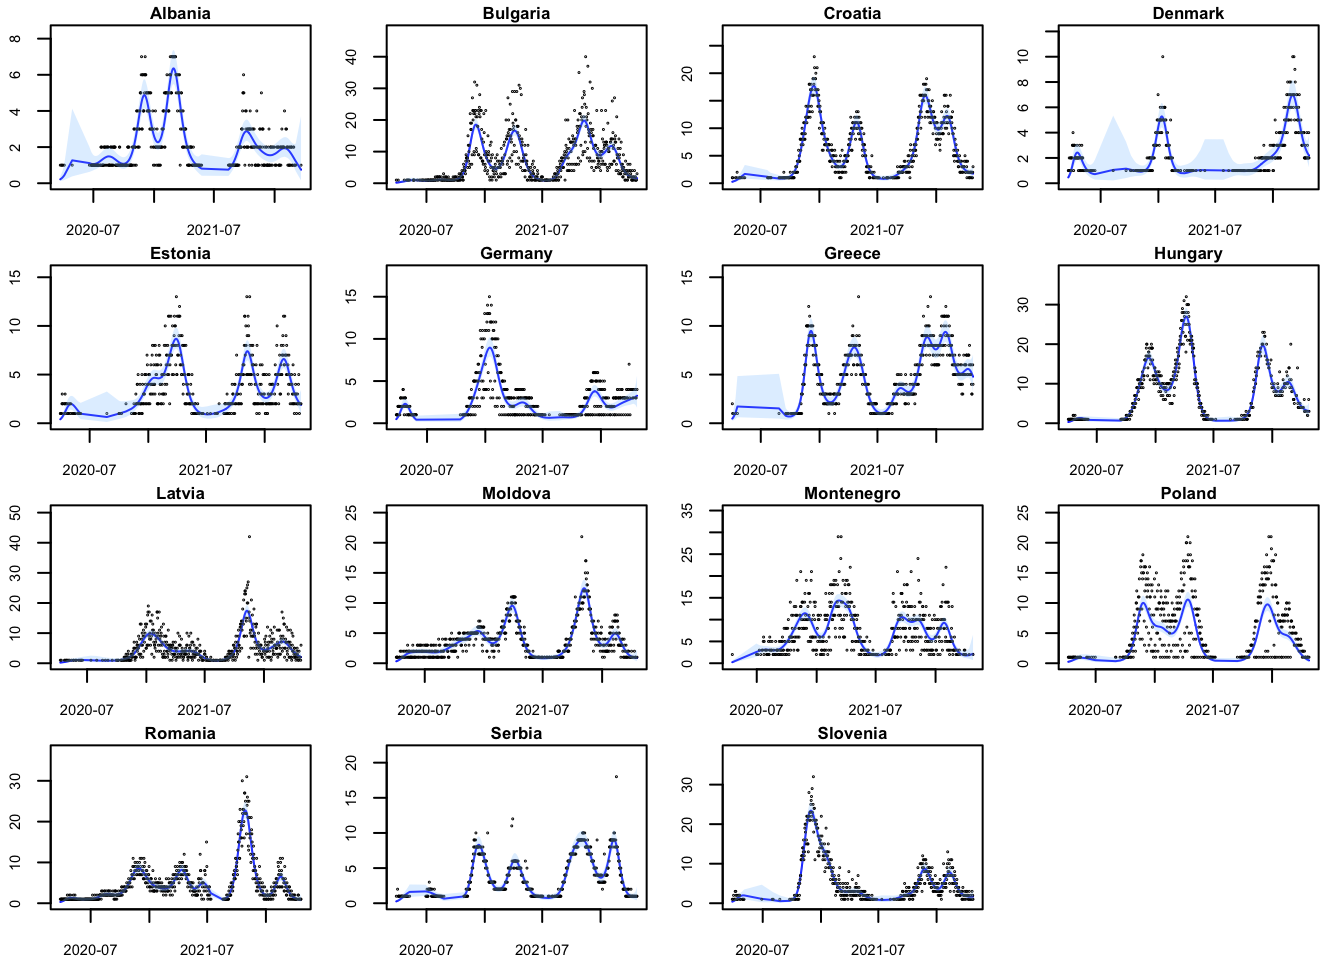 Albania
Bulgaria
Croatia
Denmark
0 2 4 6 8
0 10 20 30 40
0 5 10 20
0 2 4 6 8 10
2020-07 2021-07
2020-07 2021-07
2020-07 2021-07
2020-07 2021-07
Estonia
Germany
Greece
Hungary
0 5 10 15
0 5 10 15
0 5 10 15
0 10 20 30
2020-07 2021-07
2020-07 2021-07
2020-07 2021-07
2020-07 2021-07
Latvia
Moldova
Montenegro
Poland
0 10 20 30 40 50
0 5 10 15 20 25
0 5 15 25 35
0 5 10 15 20 25
2020-07 2021-07
2020-07 2021-07
2020-07 2021-07
2020-07 2021-07
Romania
Serbia
Slovenia
0 10 20 30
0 5 10 15 20
0 10 20 30
2020-07 2021-07
2020-07 2021-07
2020-07 2021-07